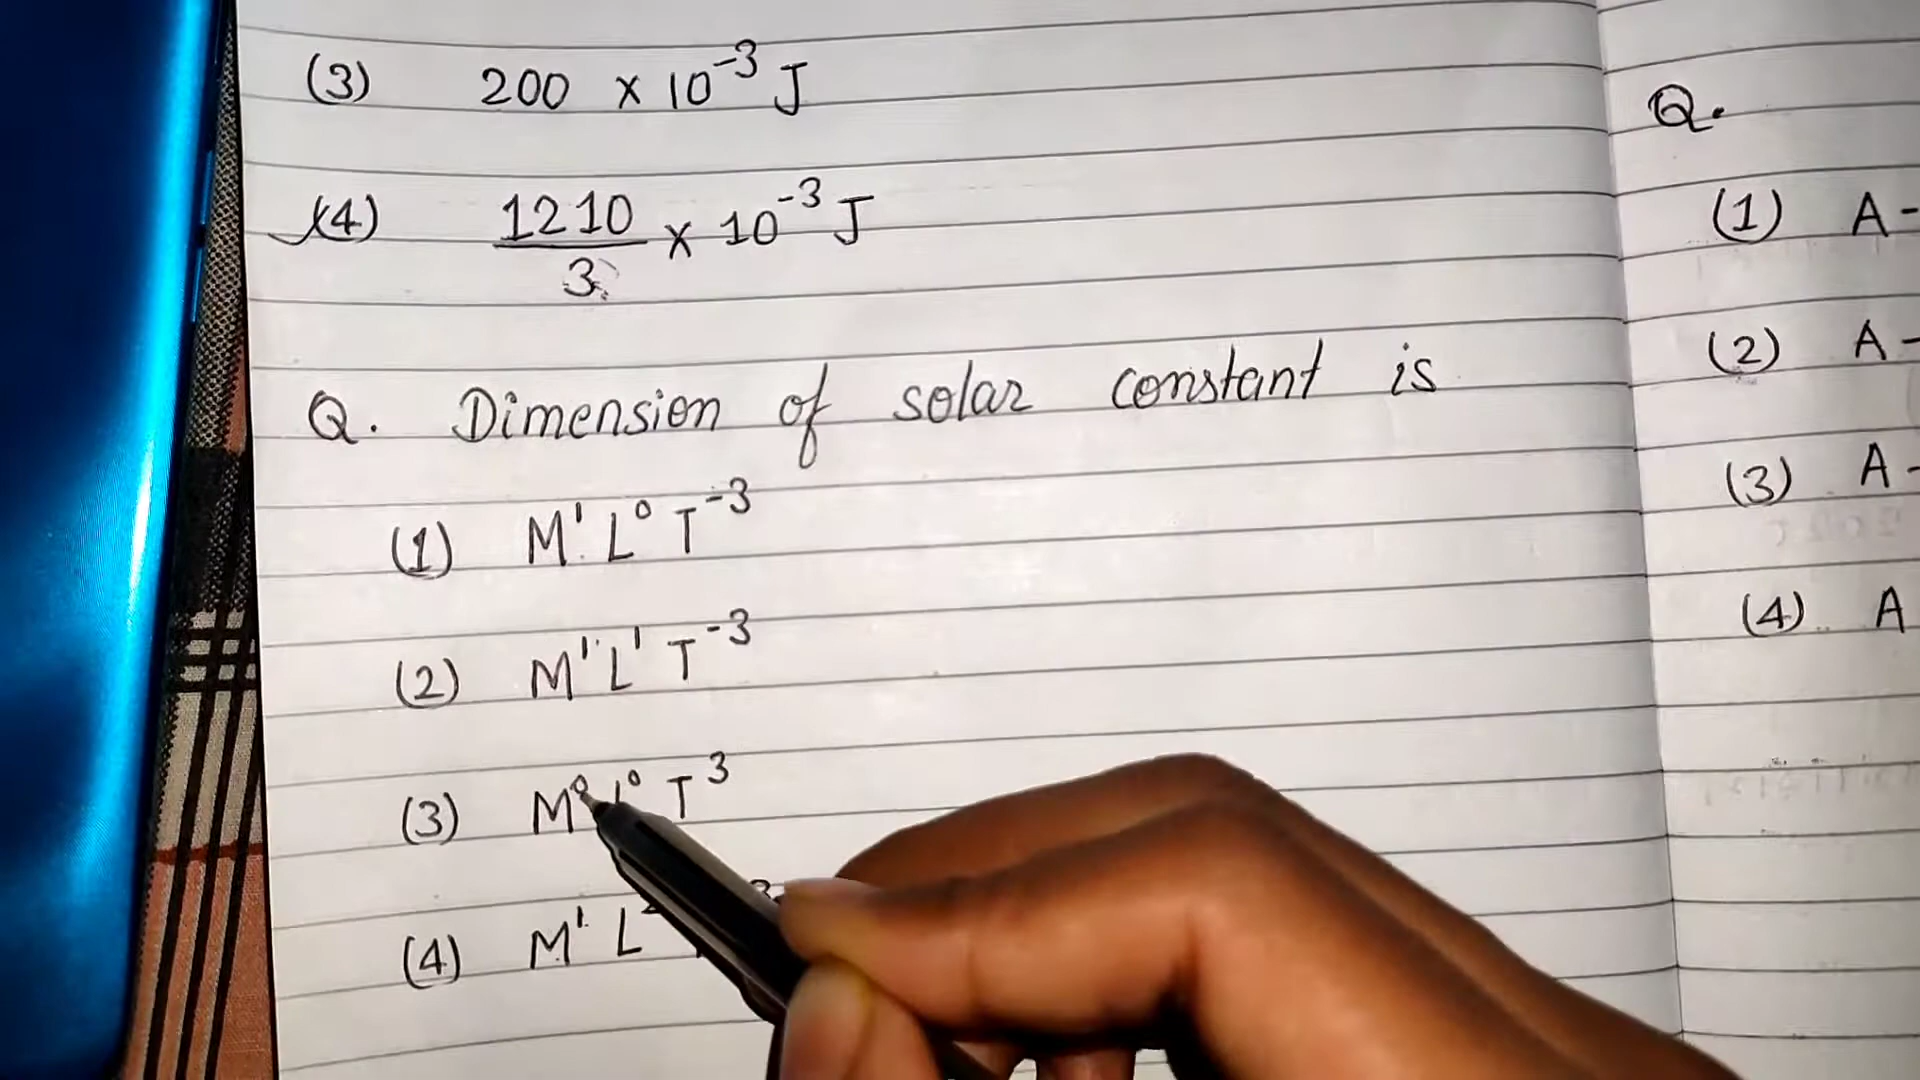 (3) 200 × 10⁻³ J
(4) 1210/3 × 10⁻³ J
Q. Dimension of solar constant is
(1) M¹ L⁰ T⁻³
(2) M¹ L¹ T⁻³
(3) M⁰ L⁰ T³
(4) M¹ L
Q.
(1) A-
(2) A-
(3) A-
(4) A